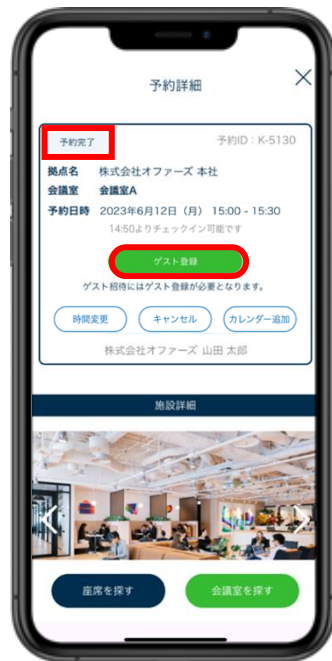 予約詳細
予約完了
予約ID：K-5130
拠点名 株式会社オファーズ 本社
会議室 会議室A
予約日時 2023年6月12日（月） 15:00 - 15:30
14:50よりチェックイン可能です
ゲスト登録
ゲスト招待にはゲスト登録が必要となります。
時間変更 キャンセル カレンダー追加
株式会社オファーズ 山田 太郎
施設詳細
座席を探す 会議室を探す